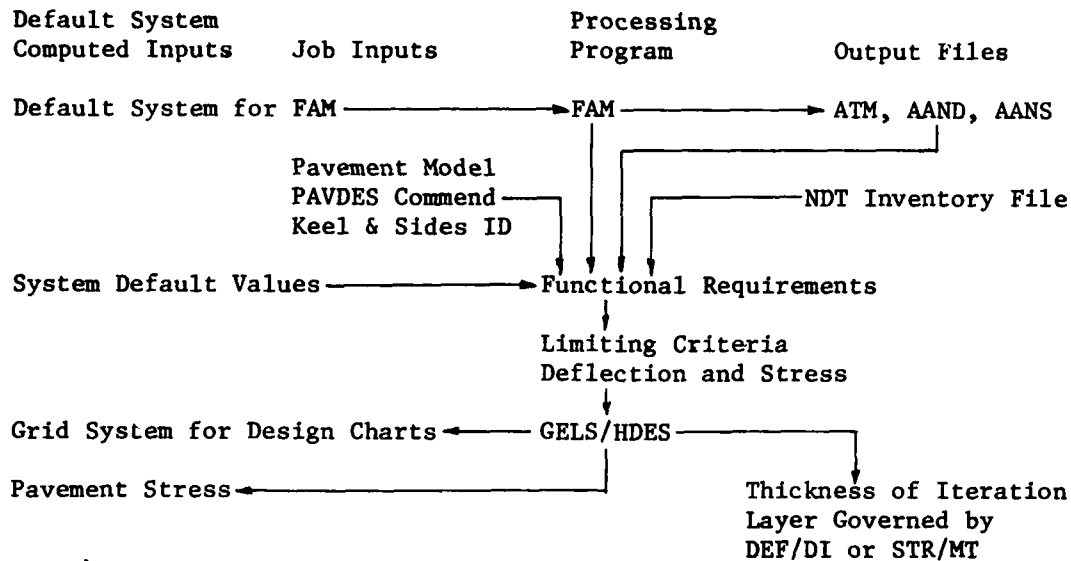 Default System
Computed Inputs
Job Inputs
Processing
Program
Output Files
Default System for FAM
FAM
ATM, AAND, AANS
Pavement Model
PAVDES Commend
Keel & Sides ID
NDT Inventory File
System Default Values
Functional Requirements
Limiting Criteria
Deflection and Stress
Grid System for Design Charts
GELS/HDES
Pavement Stress
Thickness of Iteration
Layer Governed by
DEF/DI or STR/MT